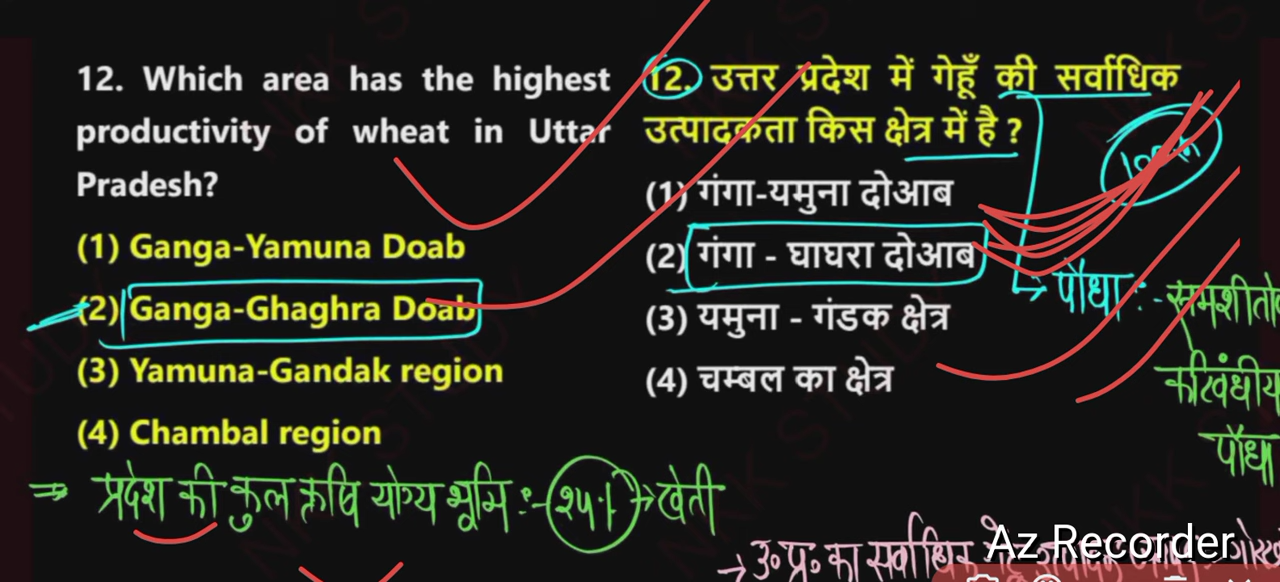 12. Which area has the highest
productivity of wheat in Uttar
Pradesh?
(1) Ganga-Yamuna Doab
(2) Ganga-Ghaghra Doab
(3) Yamuna-Gandak region
(4) Chambal region
12. उत्तर प्रदेश में गेहूँ की सर्वाधिक
उत्पादकता किस क्षेत्र में है ?
(1) गंगा-यमुना दोआब
(2) गंगा - घाघरा दोआब
(3) यमुना - गंडक क्षेत्र
(4) चम्बल का क्षेत्र
→ पौधा :-
पौधा
⇒ प्रदेश की कुल कृषि योग्य भूमि :- → खेती
→ उ० प्र० का सर्वाधिक
Az Recorder